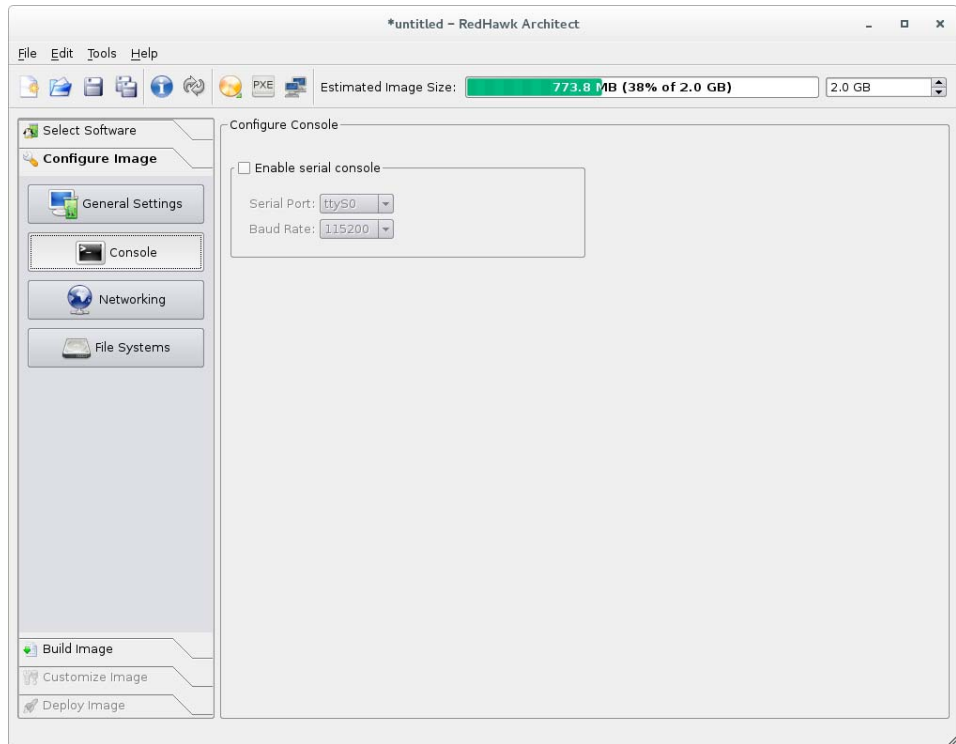 *untitled – RedHawk Architect
File Edit Tools Help
PXE Estimated Image Size: 773.8 MB (38% of 2.0 GB) 2.0 GB
Select Software
Configure Image
General Settings
Console
Networking
File Systems
Build Image
Customize Image
Deploy Image
Configure Console
Enable serial console
Serial Port: ttyS0
Baud Rate: 115200